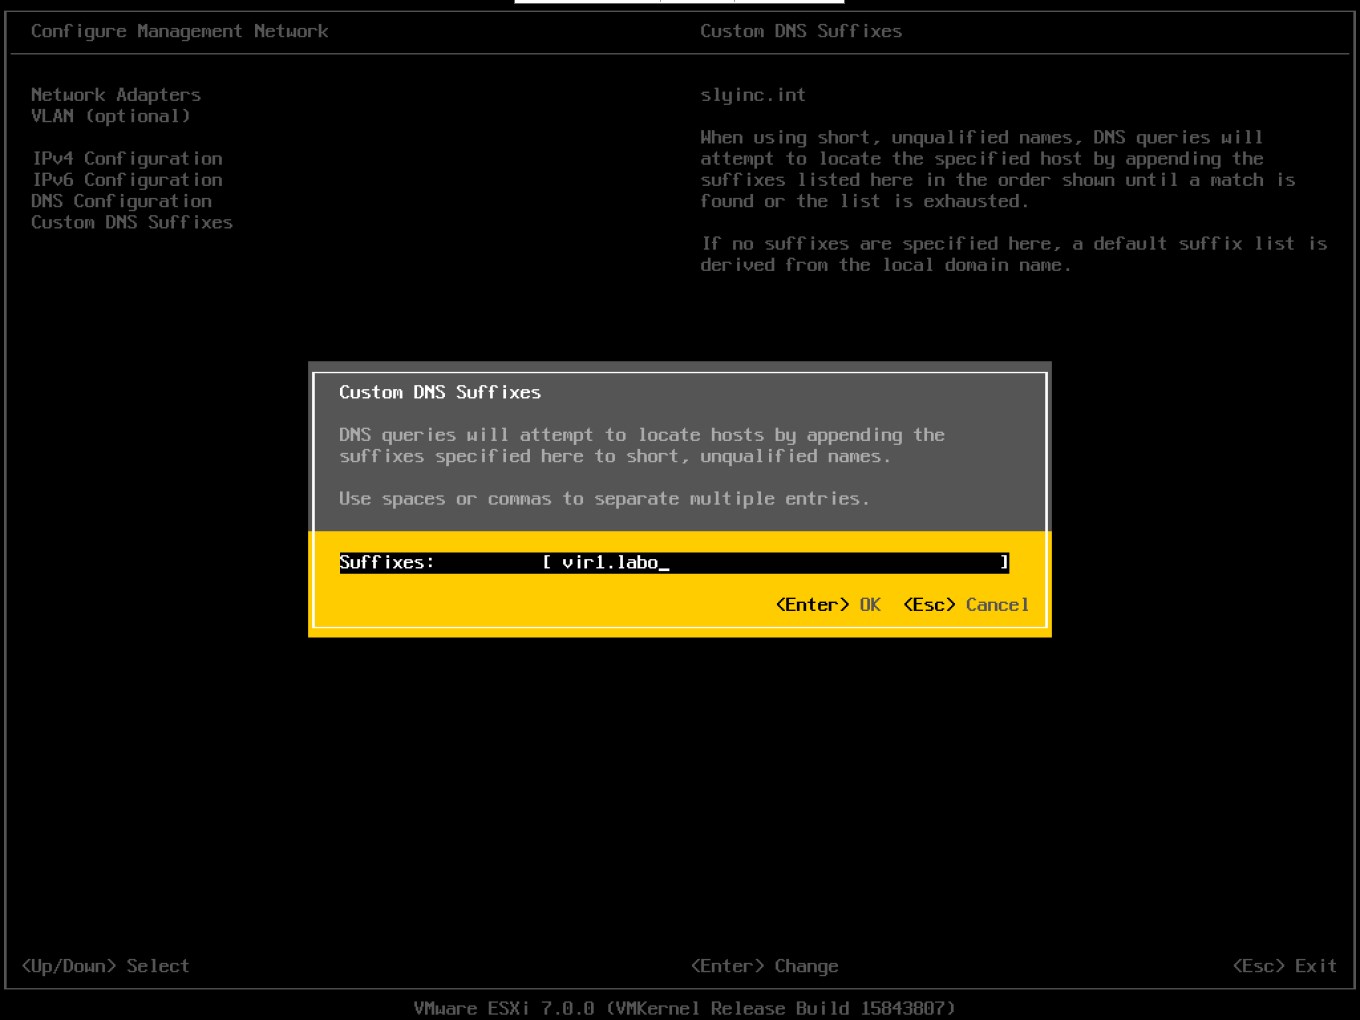 Configure Management Network
Custom DNS Suffixes
Network Adapters
VLAN (optional)
IPv4 Configuration
IPv6 Configuration
DNS Configuration
Custom DNS Suffixes
slyinc.int
When using short, unqualified names, DNS queries will
attempt to locate the specified host by appending the
suffixes listed here in the order shown until a match is
found or the list is exhausted.
If no suffixes are specified here, a default suffix list is
derived from the local domain name.
Custom DNS Suffixes
DNS queries will attempt to locate hosts by appending the
suffixes specified here to short, unqualified names.
Use spaces or commas to separate multiple entries.
Suffixes: [ vir1.labo_ ]
<Enter> OK <Esc> Cancel
<Up/Down> Select <Enter> Change <Esc> Exit
VMware ESXi 7.0.0 (VMKernel Release Build 15843807)